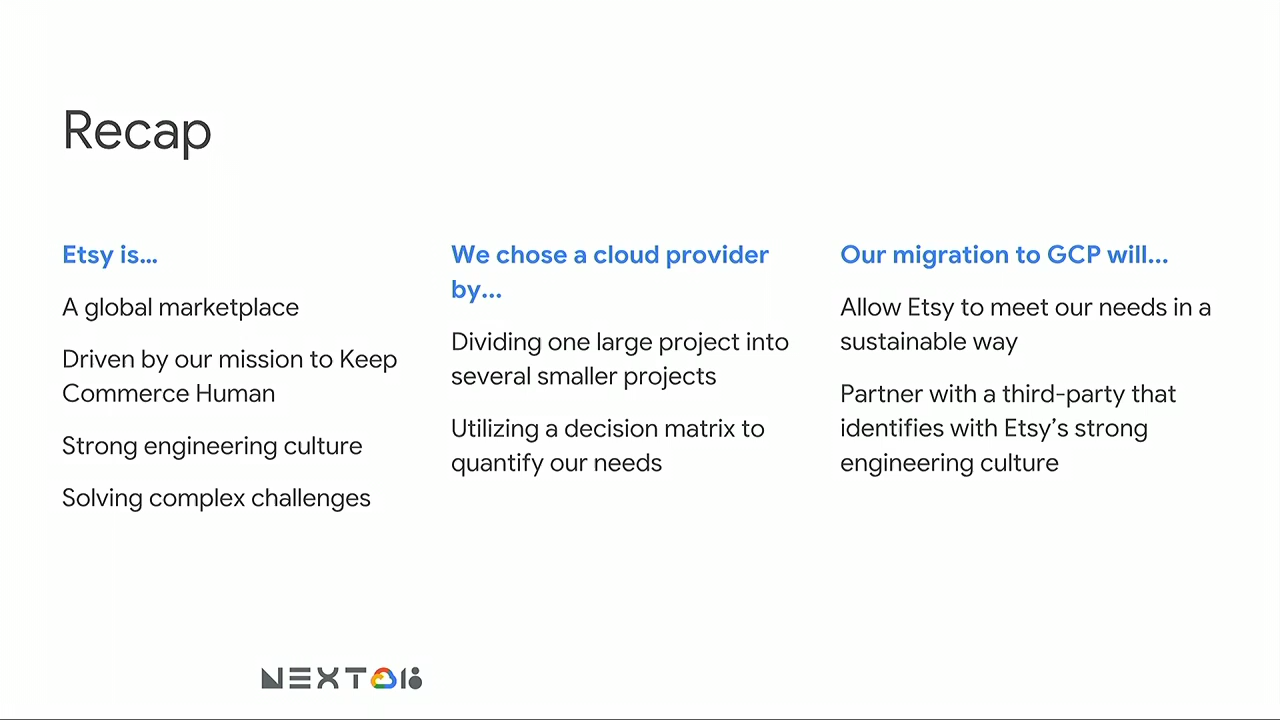 Recap
Etsy is...
A global marketplace
Driven by our mission to Keep
Commerce Human
Strong engineering culture
Solving complex challenges
We chose a cloud provider
by...
Dividing one large project into
several smaller projects
Utilizing a decision matrix to
quantify our needs
Our migration to GCP will...
Allow Etsy to meet our needs in a
sustainable way
Partner with a third-party that
identifies with Etsy’s strong
engineering culture
NEXT 18